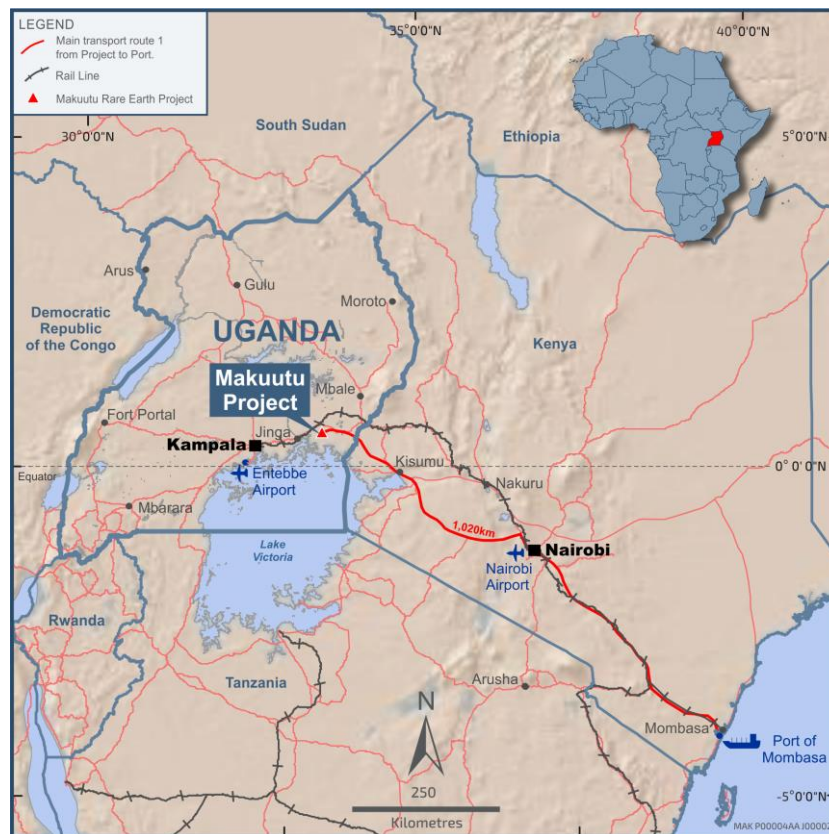 LEGEND
Main transport route 1
from Project to Port.
Rail Line
Makuutu Rare Earth Project
35°0'0"E
40°0'0"E
30°0'0"E
5°0'0"N
South Sudan
Ethiopia
Arus
Gulu
Moroto
Democratic
Republic
of the Congo
UGANDA
Kenya
Makuutu
Project
Mbale
Fort Portal
Jinga
Kampala
Equator
Entebbe
Airport
Kisumu
0°0'0"N
Nakuru
Mbarara
1,020km
Nairobi
Lake
Victoria
Nairobi
Airport
Rwanda
Tanzania
Arusha
N
Mombasa
Port of
Mombasa
250
Kilometres
-5°0'0"N